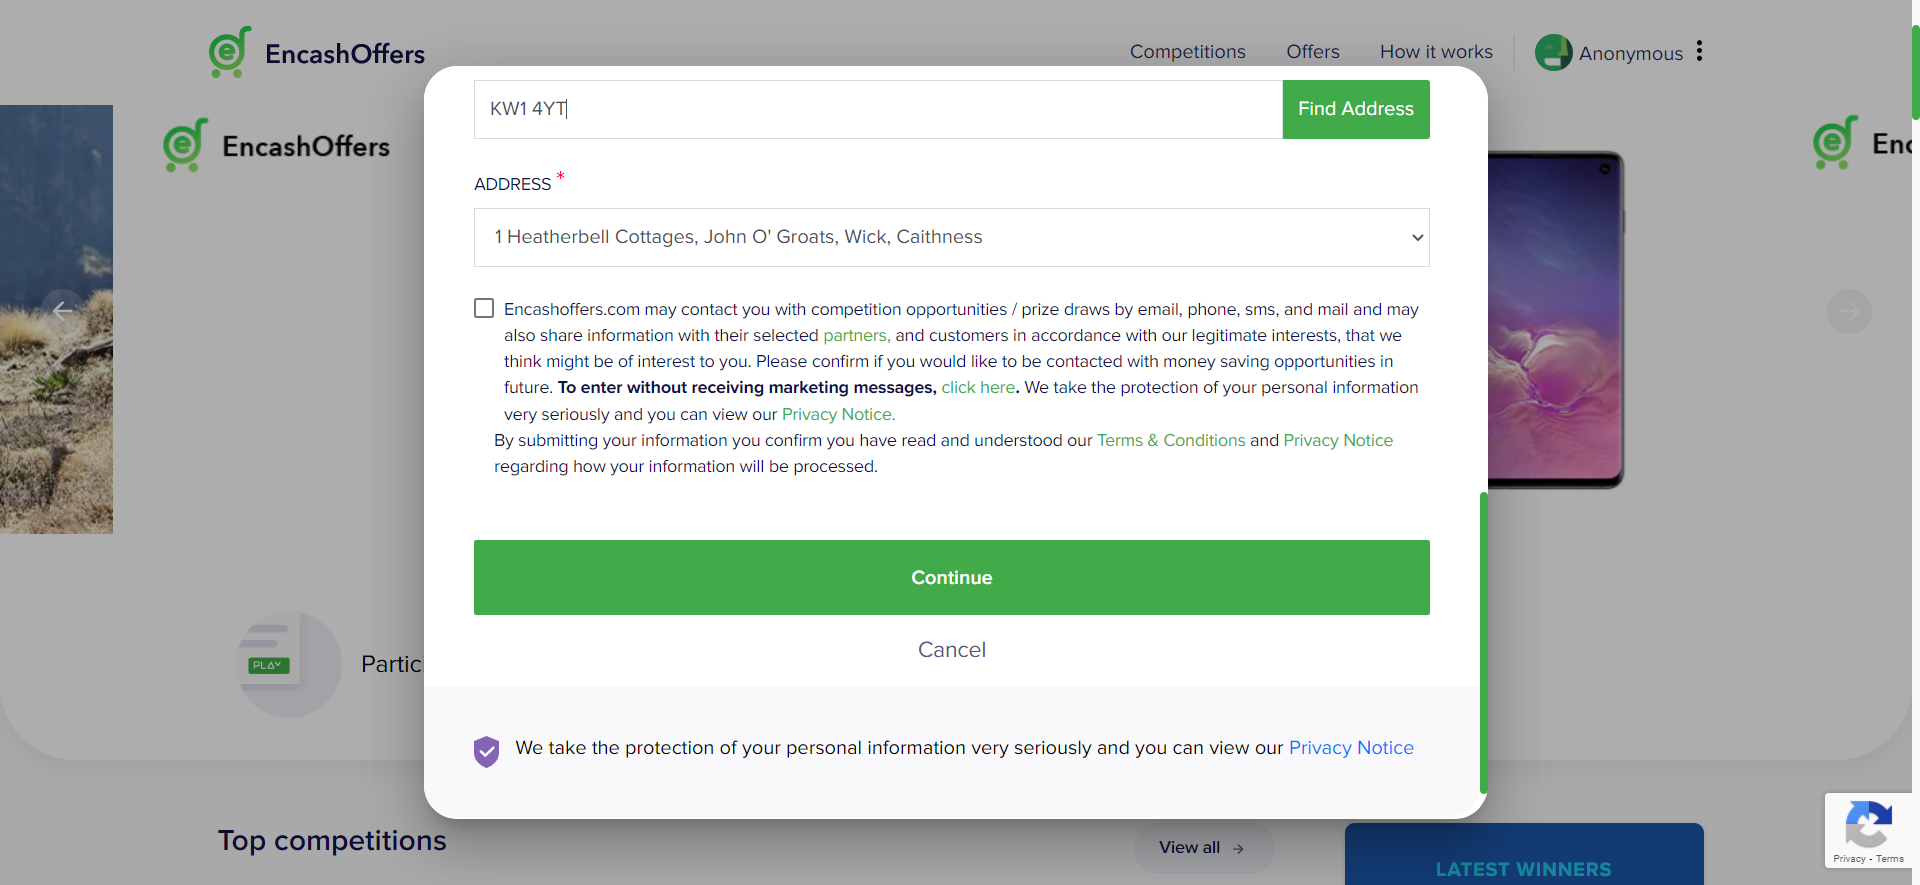 EncashOffers
Competitions
Offers
How it works
Anonymous
EncashOffers
KW1 4YT
Find Address
ADDRESS *
1 Heatherbell Cottages, John O' Groats, Wick, Caithness
Encashoffers.com may contact you with competition opportunities / prize draws by email, phone, sms, and mail and may
also share information with their selected partners, and customers in accordance with our legitimate interests, that we
think might be of interest to you. Please confirm if you would like to be contacted with money saving opportunities in
future. To enter without receiving marketing messages, click here. We take the protection of your personal information
very seriously and you can view our Privacy Notice.
By submitting your information you confirm you have read and understood our Terms & Conditions and Privacy Notice
regarding how your information will be processed.
Continue
Cancel
We take the protection of your personal information very seriously and you can view our Privacy Notice
PLAY
Partic
Enc
Top competitions
View all
LATEST WINNERS
Privacy - Terms